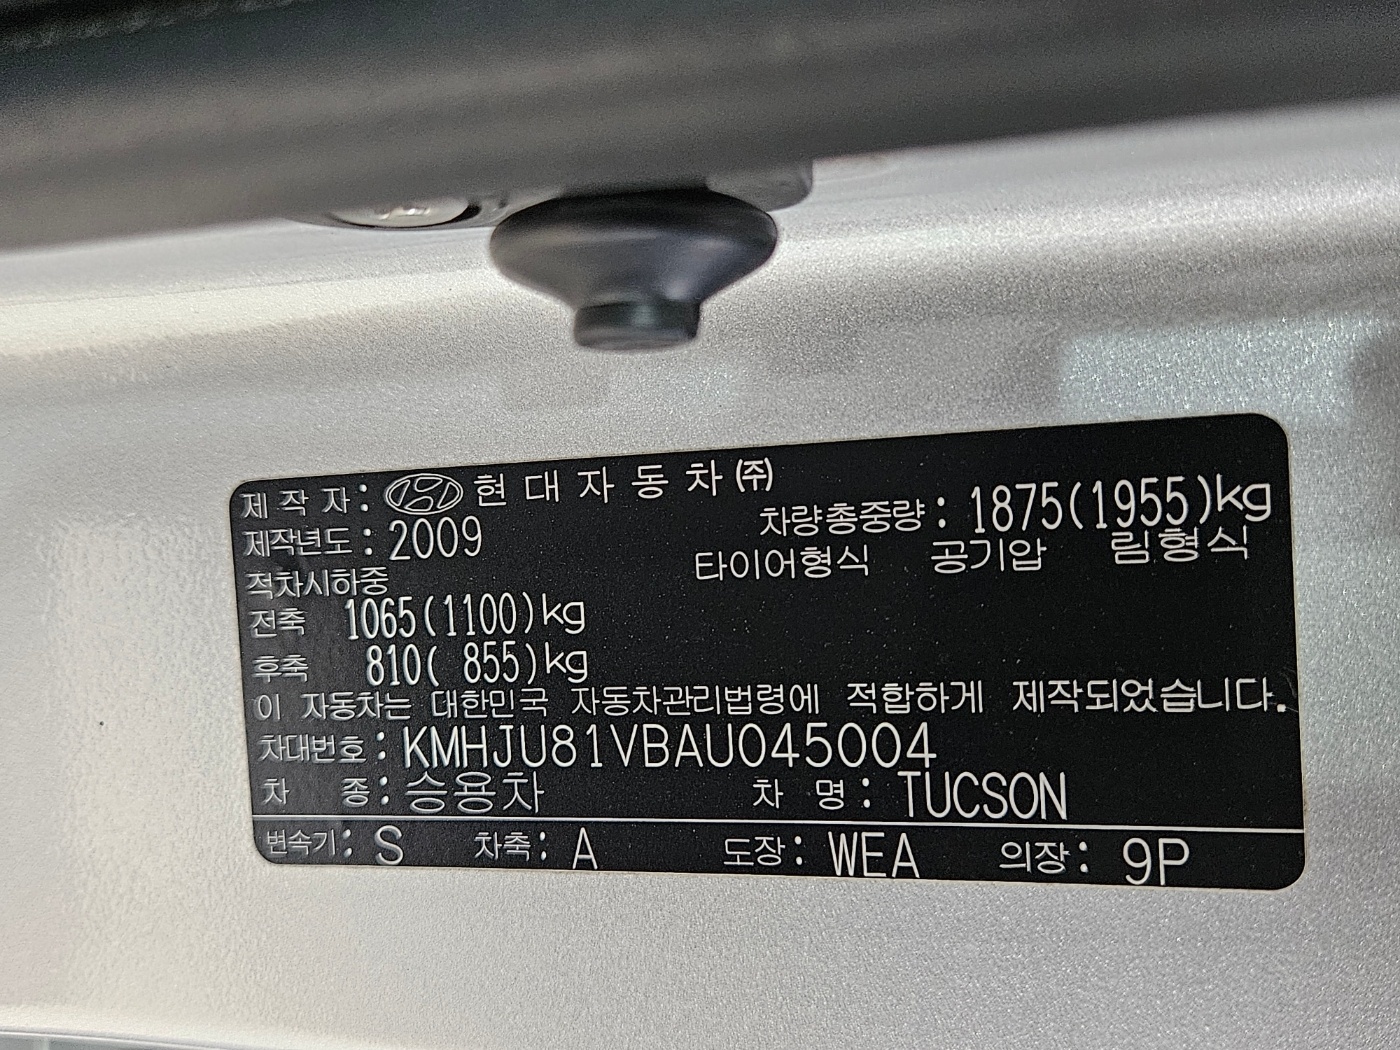 제 작 자: 현 대 자 동 차 ㈜
제작년도: 2009 차량총중량: 1875(1955)kg
적차시하중 타이어형식 공기압 림형식
전축 1065(1100)kg
후축 810( 855)kg
이 자동차는 대한민국 자동차관리법령에 적합하게 제작되었습니다.
차대번호: KMHJU81VBAU045004
차 종: 승용차 차 명: TUCSON
변속기: S 차축: A 도장: WEA 의장: 9P